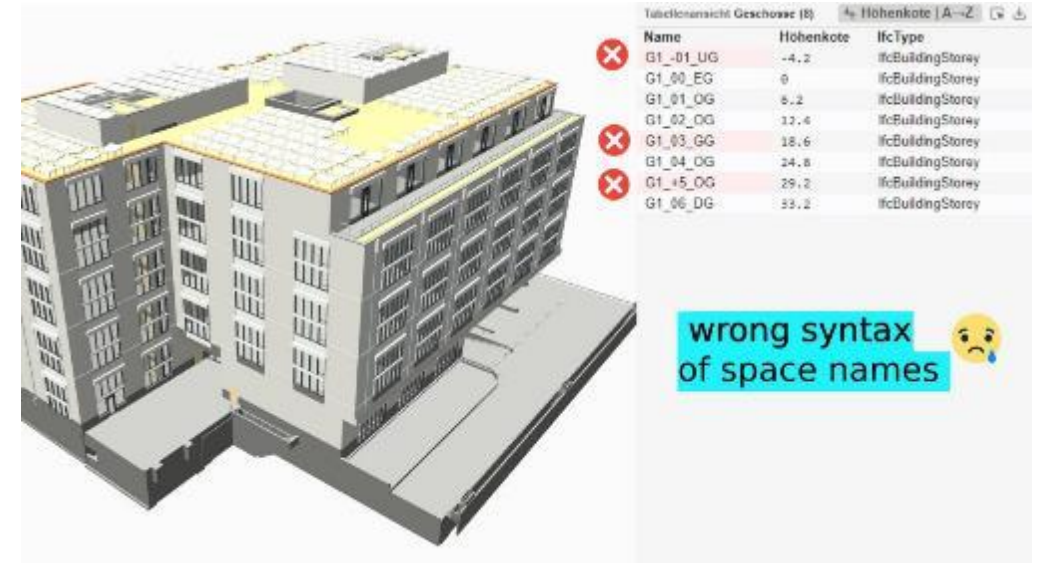 Tabellenansicht Geschosse (8) Höhenkote | A→Z
Name Höhenkote IfcType
G1_-01_UG -4.2 IfcBuildingStorey
G1_00_EG 0 IfcBuildingStorey
G1_01_OG 6.2 IfcBuildingStorey
G1_02_OG 12.4 IfcBuildingStorey
G1_03_GG 18.6 IfcBuildingStorey
G1_04_OG 24.8 IfcBuildingStorey
G1_+5_OG 29.2 IfcBuildingStorey
G1_06_DG 33.2 IfcBuildingStorey
wrong syntax
of space names